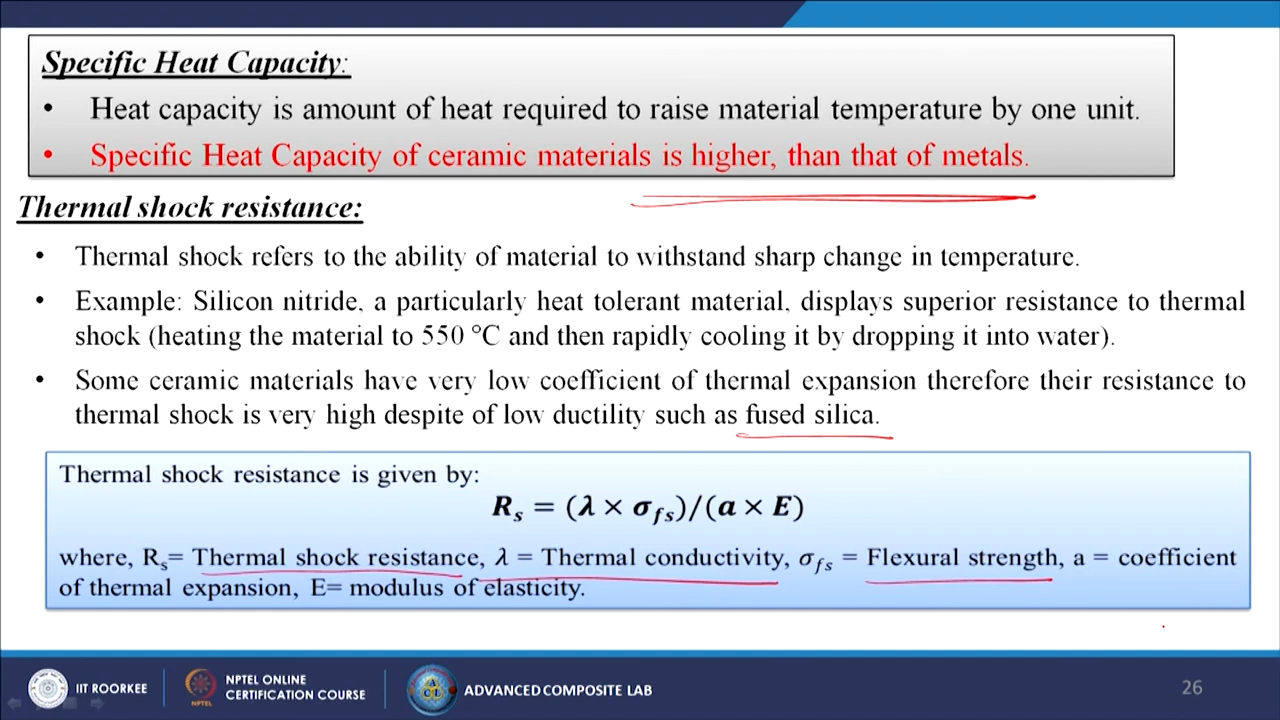 Specific Heat Capacity:
• Heat capacity is amount of heat required to raise material temperature by one unit.
• Specific Heat Capacity of ceramic materials is higher, than that of metals.
Thermal shock resistance:
• Thermal shock refers to the ability of material to withstand sharp change in temperature.
• Example: Silicon nitride, a particularly heat tolerant material, displays superior resistance to thermal
shock (heating the material to 550 °C and then rapidly cooling it by dropping it into water).
• Some ceramic materials have very low coefficient of thermal expansion therefore their resistance to
thermal shock is very high despite of low ductility such as fused silica.
Thermal shock resistance is given by:
Rₛ = (λ × σ_fs)/(a × E)
where, Rₛ= Thermal shock resistance, λ = Thermal conductivity, σ_fs = Flexural strength, a = coefficient
of thermal expansion, E= modulus of elasticity.
IIT ROORKEE
NPTEL ONLINE
CERTIFICATION COURSE
NPTEL
ADVANCED COMPOSITE LAB
26